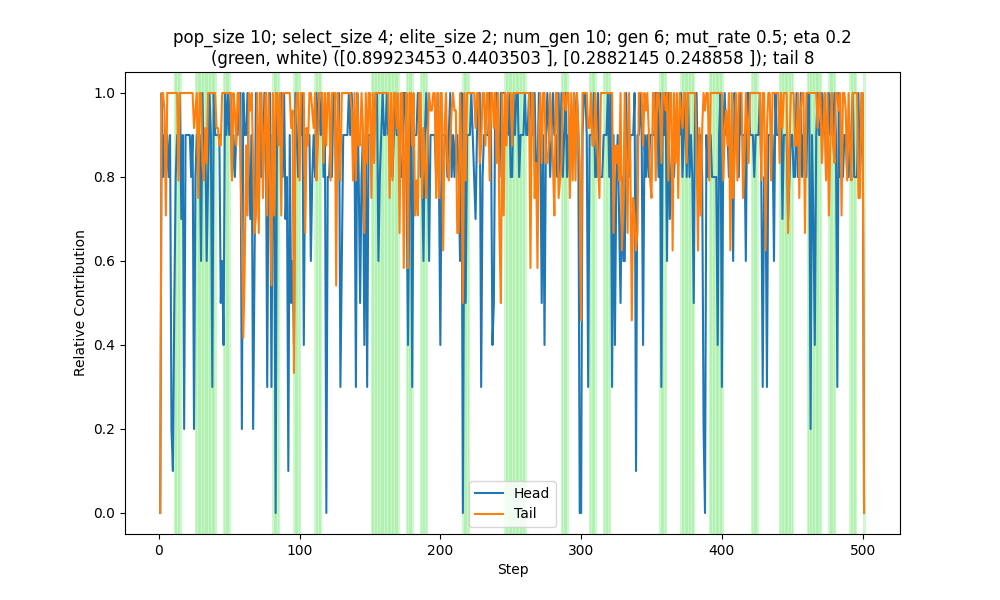 pop_size 10; select_size 4; elite_size 2; num_gen 10; gen 6; mut_rate 0.5; eta 0.2
(green, white) ([0.89923453 0.4403503 ], [0.2882145 0.248858 ]); tail 8
Relative Contribution
1.0
0.8
0.6
0.4
0.2
0.0
Head
Tail
0
100
200
300
400
500
Step